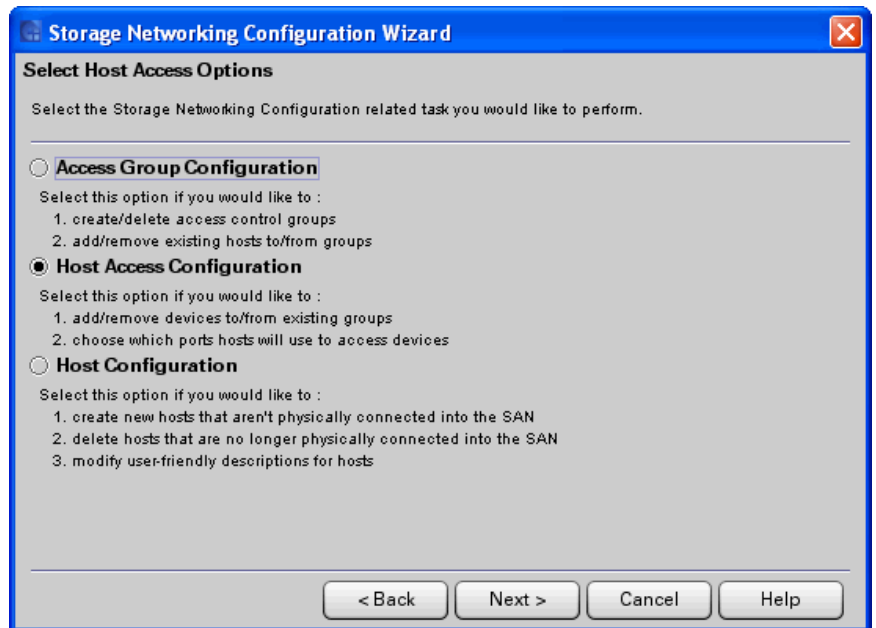 Storage Networking Configuration Wizard
Select Host Access Options
Select the Storage Networking Configuration related task you would like to perform.
Access Group Configuration
Select this option if you would like to :
1. create/delete access control groups
2. add/remove existing hosts to/from groups
Host Access Configuration
Select this option if you would like to :
1. add/remove devices to/from existing groups
2. choose which ports hosts will use to access devices
Host Configuration
Select this option if you would like to :
1. create new hosts that aren't physically connected into the SAN
2. delete hosts that are no longer physically connected into the SAN
3. modify user-friendly descriptions for hosts
< Back Next > Cancel Help